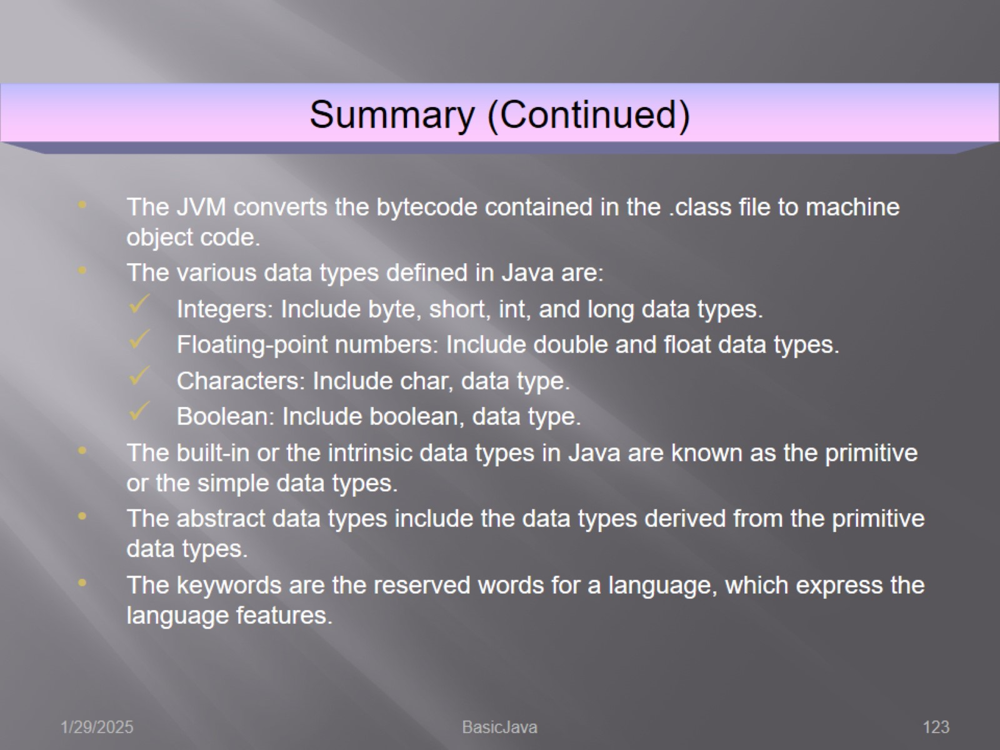 Summary (Continued)
• The JVM converts the bytecode contained in the .class file to machine
object code.
• The various data types defined in Java are:
✓ Integers: Include byte, short, int, and long data types.
✓ Floating-point numbers: Include double and float data types.
✓ Characters: Include char, data type.
✓ Boolean: Include boolean, data type.
• The built-in or the intrinsic data types in Java are known as the primitive
or the simple data types.
• The abstract data types include the data types derived from the primitive
data types.
• The keywords are the reserved words for a language, which express the
language features.
1/29/2025 BasicJava 123